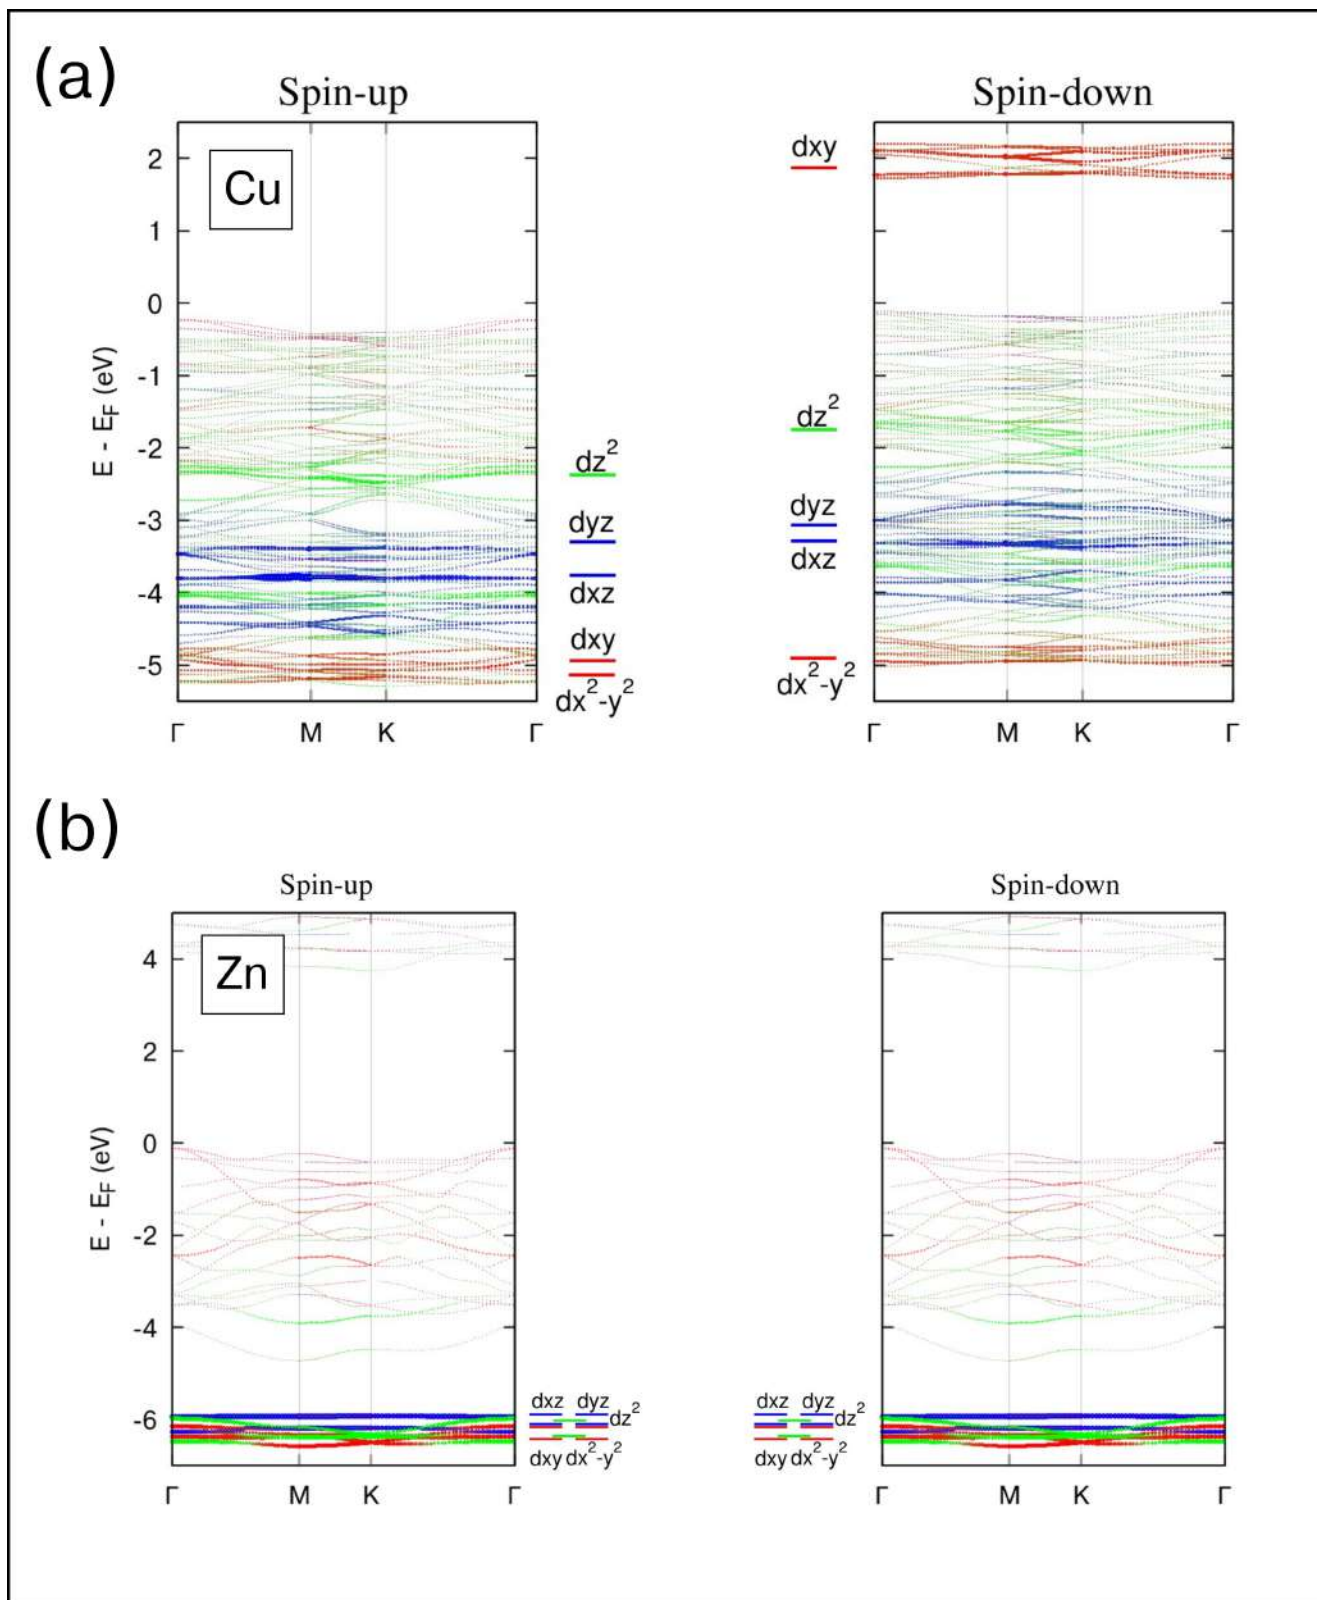 (a)
Spin-up
Spin-down
Cu
2
1
0
-1
-2
-3
-4
-5
E - E_F (eV)
dz²
dyz
dxz
dxy
dx²-y²
dxy
dz²
dyz
dxz
dx²-y²
Γ M K Γ
Γ M K Γ
(b)
Spin-up
Spin-down
Zn
4
2
0
-2
-4
-6
E - E_F (eV)
dxz dyz
dz²
dxy dx²-y²
dxz dyz
dz²
dxy dx²-y²
Γ M K Γ
Γ M K Γ